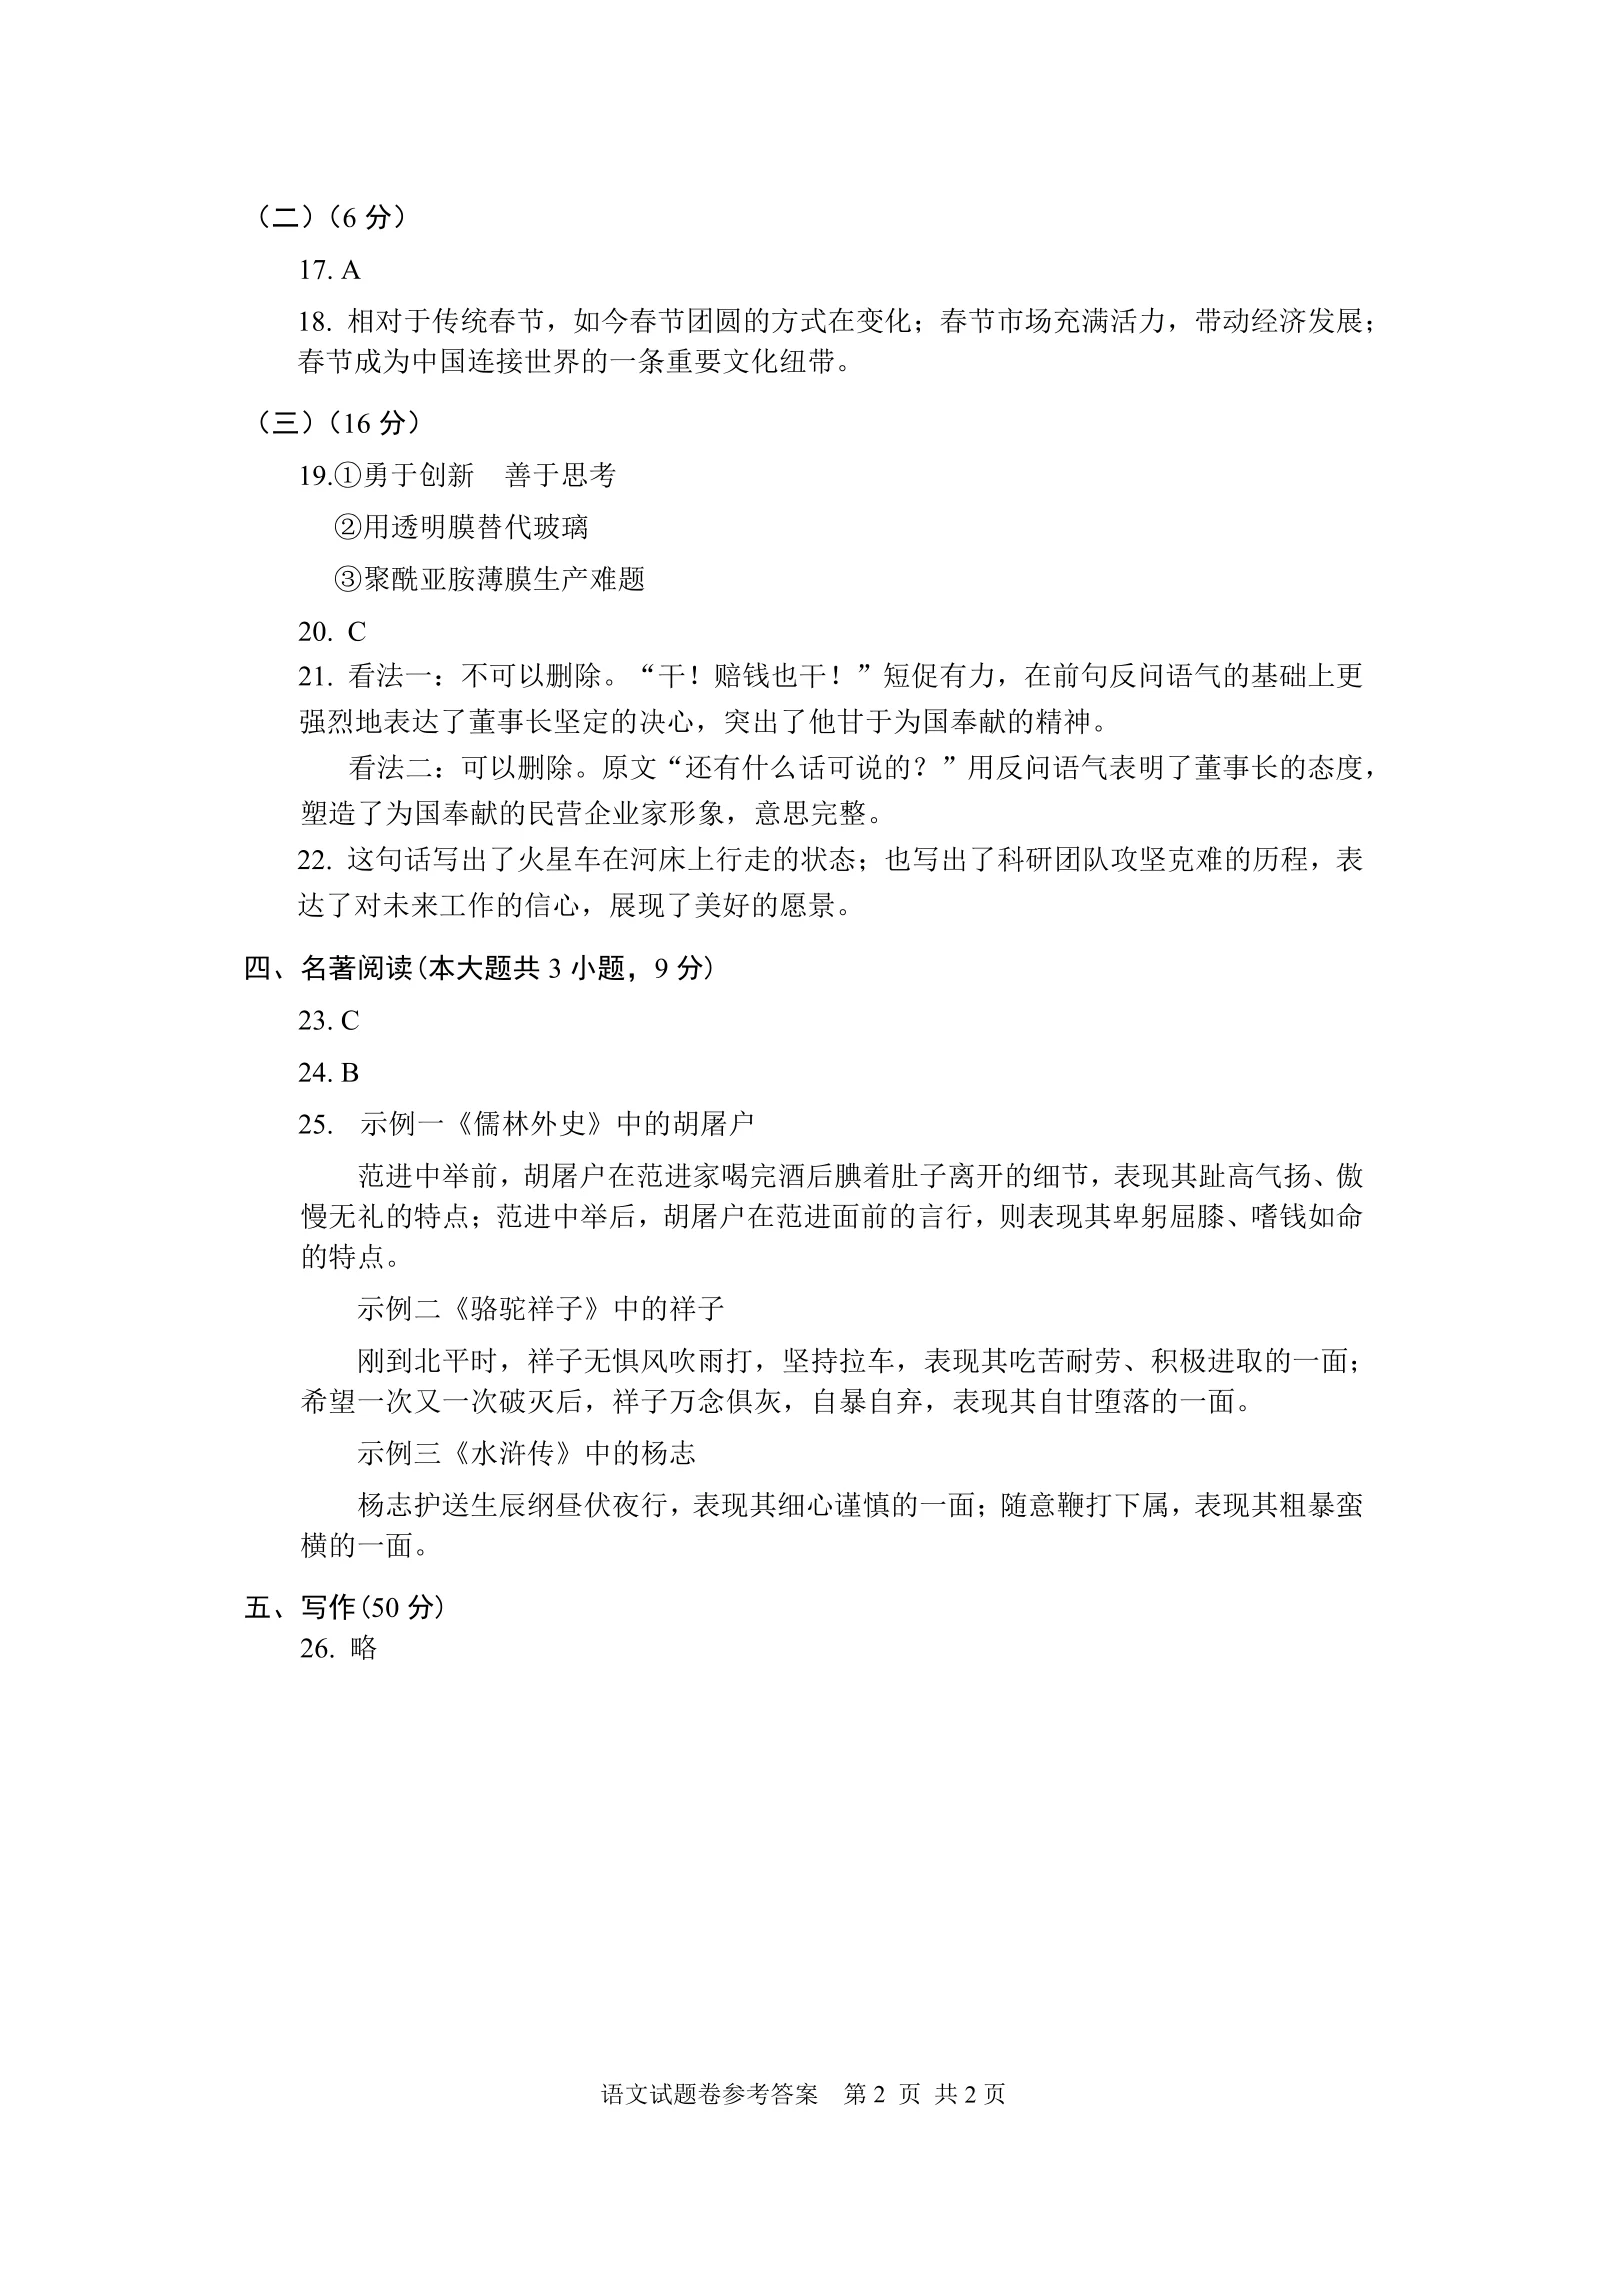 （二）（6 分）
17. A
18. 相对于传统春节，如今春节团圆的方式在变化；春节市场充满活力，带动经济发展；
春节成为中国连接世界的一条重要文化纽带。
（三）（16 分）
19.①勇于创新　善于思考
②用透明膜替代玻璃
③聚酰亚胺薄膜生产难题
20. C
21. 看法一：不可以删除。“干！赔钱也干！”短促有力，在前句反问语气的基础上更
强烈地表达了董事长坚定的决心，突出了他甘于为国奉献的精神。
看法二：可以删除。原文“还有什么话可说的？”用反问语气表明了董事长的态度，
塑造了为国奉献的民营企业家形象，意思完整。
22. 这句话写出了火星车在河床上行走的状态；也写出了科研团队攻坚克难的历程，表
达了对未来工作的信心，展现了美好的愿景。
四、名著阅读(本大题共 3 小题，9 分)
23. C
24. B
25.　示例一《儒林外史》中的胡屠户
范进中举前，胡屠户在范进家喝完酒后腆着肚子离开的细节，表现其趾高气扬、傲
慢无礼的特点；范进中举后，胡屠户在范进面前的言行，则表现其卑躬屈膝、嗜钱如命
的特点。
示例二《骆驼祥子》中的祥子
刚到北平时，祥子无惧风吹雨打，坚持拉车，表现其吃苦耐劳、积极进取的一面；
希望一次又一次破灭后，祥子万念俱灰，自暴自弃，表现其自甘堕落的一面。
示例三《水浒传》中的杨志
杨志护送生辰纲昼伏夜行，表现其细心谨慎的一面；随意鞭打下属，表现其粗暴蛮
横的一面。
五、写作(50 分)
26. 略
语文试题卷参考答案　第 2 页 共 2 页